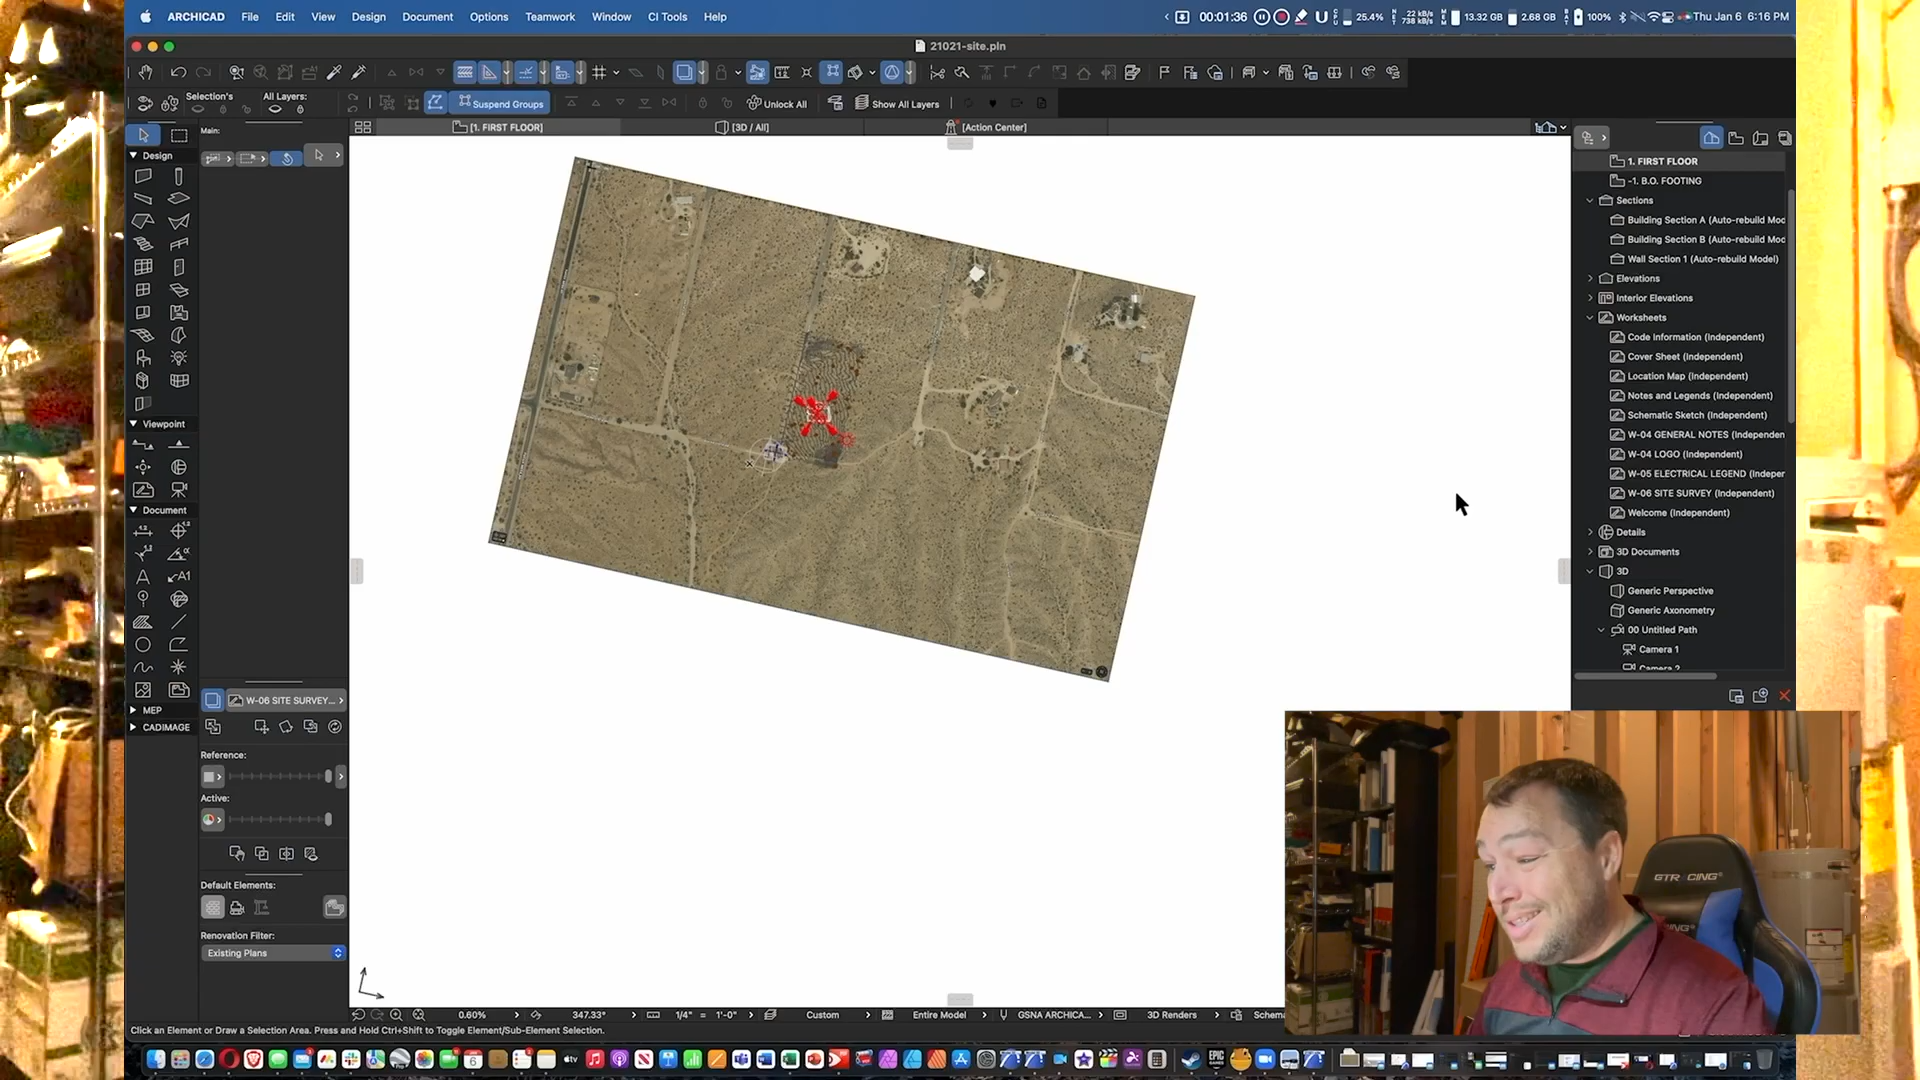 ARCHICAD File Edit View Design Document Options Teamwork Window CI Tools Help
00:01:36 25.4% 22 kB/s 738 kB/s 13.32 GB 2.68 GB 100% Thu Jan 6 6:16 PM
21021-site.pln
Selection's All Layers: Suspend Groups Unlock All Show All Layers
[1. FIRST FLOOR] [3D / All] [Action Center]
Main:
Design
Viewpoint
Document
MEP
CADIMAGE
W-06 SITE SURVEY...
Reference:
Active:
Default Elements:
Renovation Filter:
Existing Plans
1. FIRST FLOOR
-1. B.O. FOOTING
Sections
Building Section A (Auto-rebuild Moc
Building Section B (Auto-rebuild Moc
Wall Section 1 (Auto-rebuild Model)
Elevations
Interior Elevations
Worksheets
Code Information (Independent)
Cover Sheet (Independent)
Location Map (Independent)
Notes and Legends (Independent)
Schematic Sketch (Independent)
W-04 GENERAL NOTES (Independen
W-04 LOGO (Independent)
W-05 ELECTRICAL LEGEND (Indeper
W-06 SITE SURVEY (Independent)
Welcome (Independent)
Details
3D Documents
3D
Generic Perspective
Generic Axonometry
00 Untitled Path
Camera 1
Camera 2
GTRACING
0.60% 347.33° 1/4" = 1'-0" Custom Entire Model GSNA ARCHICA... 3D Renders Schema
Click an Element or Draw a Selection Area. Press and Hold Ctrl+Shift to Toggle Element/Sub-Element Selection.